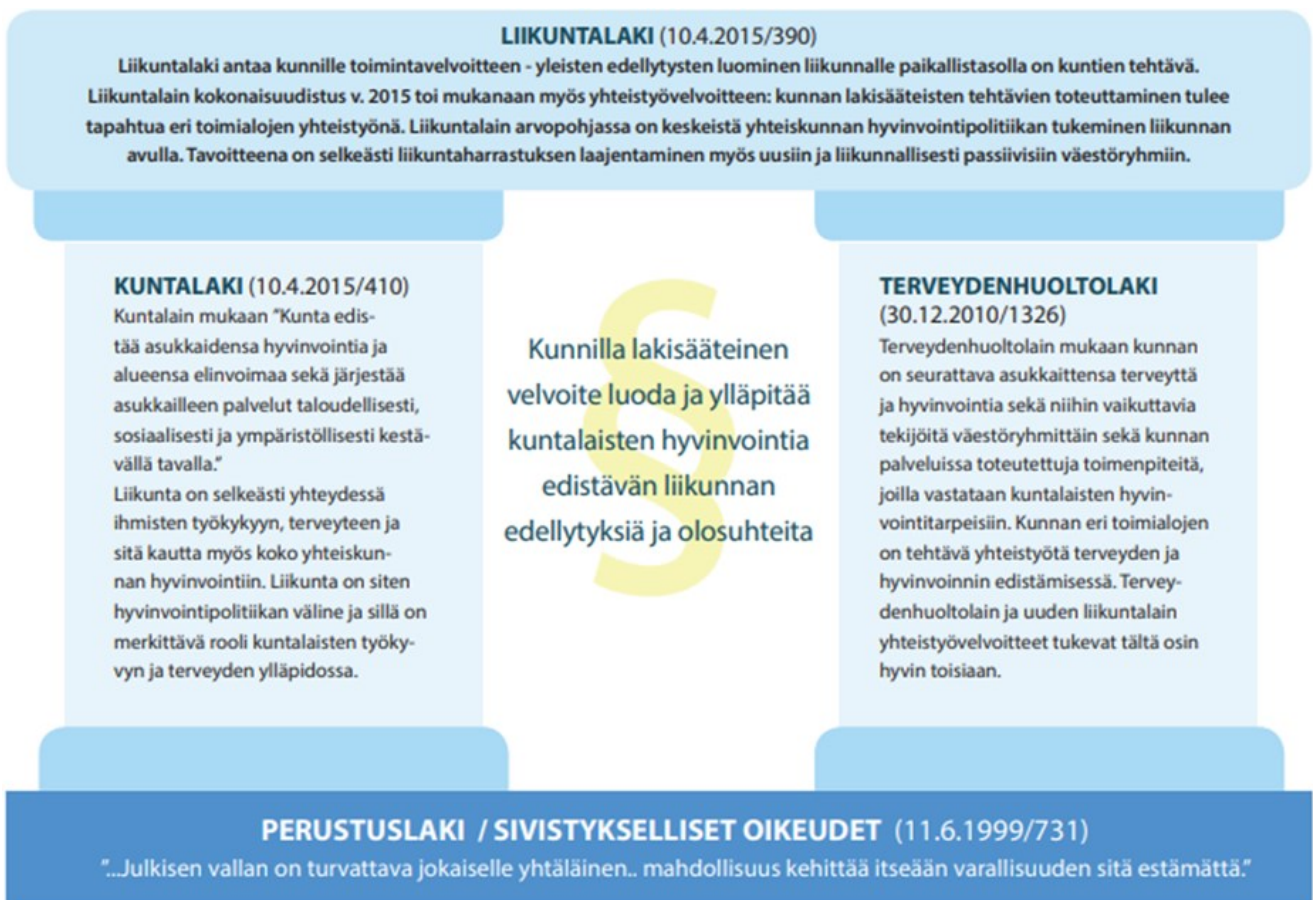 LIIKUNTALAKI (10.4.2015/390)
Liikuntalaki antaa kunnille toimintavelvoitteen - yleisten edellytysten luominen liikunnalle paikallistasolla on kuntien tehtävä.
Liikuntalain kokonaisuudistus v. 2015 toi mukanaan myös yhteistyövelvoitteen: kunnan lakisääteisten tehtävien toteuttaminen tulee
tapahtua eri toimialojen yhteistyönä. Liikuntalain arvopohjassa on keskeistä yhteiskunnan hyvinvointipolitiikan tukeminen liikunnan
avulla. Tavoitteena on selkeästi liikuntaharrastuksen laajentaminen myös uusiin ja liikunnallisesti passiivisiin väestöryhmiin.
KUNTALAKI (10.4.2015/410)
Kuntalain mukaan "Kunta edis-
tää asukkaidensa hyvinvointia ja
alueensa elinvoimaa sekä järjestää
asukkailleen palvelut taloudellisesti,
sosiaalisesti ja ympäristöllisesti kestä-
vällä tavalla."
Liikunta on selkeästi yhteydessä
ihmisten työkykyyn, terveyteen ja
sitä kautta myös koko yhteiskun-
nan hyvinvointiin. Liikunta on siten
hyvinvointipolitiikan väline ja sillä on
merkittävä rooli kuntalaisten työky-
vyn ja terveyden ylläpidossa.
§
Kunnilla lakisääteinen
velvoite luoda ja ylläpitää
kuntalaisten hyvinvointia
edistävän liikunnan
edellytyksiä ja olosuhteita
TERVEYDENHUOLTOLAKI
(30.12.2010/1326)
Terveydenhuoltolain mukaan kunnan
on seurattava asukkaittensa terveyttä
ja hyvinvointia sekä niihin vaikuttavia
tekijöitä väestöryhmittäin sekä kunnan
palveluissa toteutettuja toimenpiteitä,
joilla vastataan kuntalaisten hyvin-
vointitarpeisiin. Kunnan eri toimialojen
on tehtävä yhteistyötä terveyden ja
hyvinvoinnin edistämisessä. Tervey-
denhuoltolain ja uuden liikuntalain
yhteistyövelvoitteet tukevat tältä osin
hyvin toisiaan.
PERUSTUSLAKI / SIVISTYKSELLISET OIKEUDET (11.6.1999/731)
"...Julkisen vallan on turvattava jokaiselle yhtäläinen.. mahdollisuus kehittää itseään varallisuuden sitä estämättä."